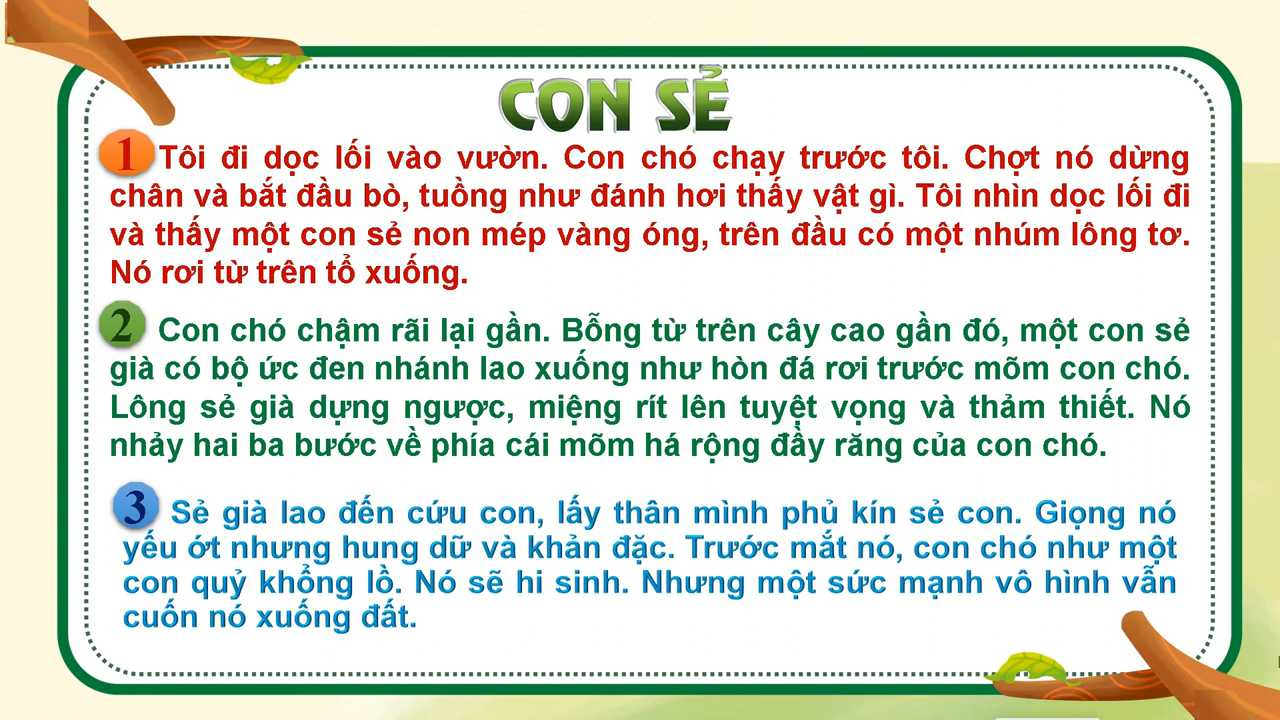 CON SẺ
1 Tôi đi dọc lối vào vườn. Con chó chạy trước tôi. Chợt nó dừng
chân và bắt đầu bò, tuồng như đánh hơi thấy vật gì. Tôi nhìn dọc lối đi
và thấy một con sẻ non mép vàng óng, trên đầu có một nhúm lông tơ.
Nó rơi từ trên tổ xuống.
2 Con chó chậm rãi lại gần. Bỗng từ trên cây cao gần đó, một con sẻ
già có bộ ức đen nhánh lao xuống như hòn đá rơi trước mõm con chó.
Lông sẻ già dựng ngược, miệng rít lên tuyệt vọng và thảm thiết. Nó
nhảy hai ba bước về phía cái mõm há rộng đầy răng của con chó.
3 Sẻ già lao đến cứu con, lấy thân mình phủ kín sẻ con. Giọng nó
yếu ớt nhưng hung dữ và khản đặc. Trước mắt nó, con chó như một
con quỷ khổng lồ. Nó sẽ hi sinh. Nhưng một sức mạnh vô hình vẫn
cuốn nó xuống đất.